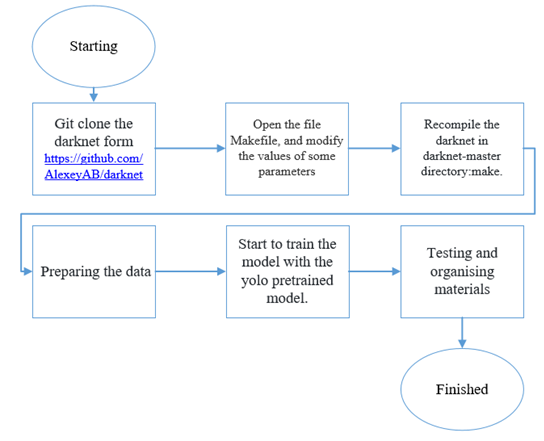 Starting
Git clone the
darknet form
https://github.com/
AlexeyAB/darknet
Open the file
Makefile, and modify
the values of some
parameters
Recompile the
darknet in
darknet-master
directory:make.
Preparing the data
Start to train the
model with the
yolo pretrained
model.
Testing and
organising
materials
Finished